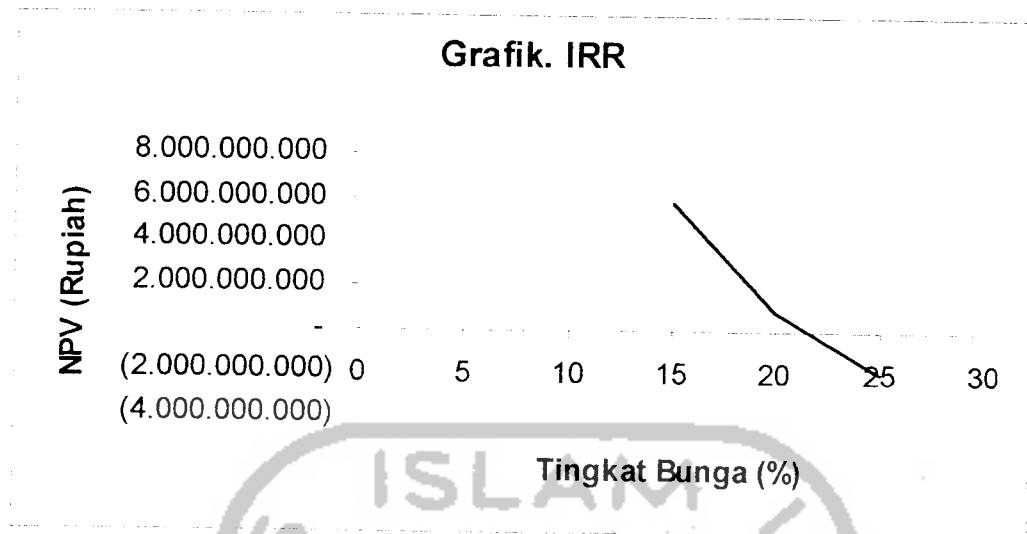 Grafik. IRR
NPV (Rupiah)
8.000.000.000
6.000.000.000
4.000.000.000
2.000.000.000
-
(2.000.000.000)
(4.000.000.000)
0 5 10 15 20 25 30
Tingkat Bunga (%)
ISLAM